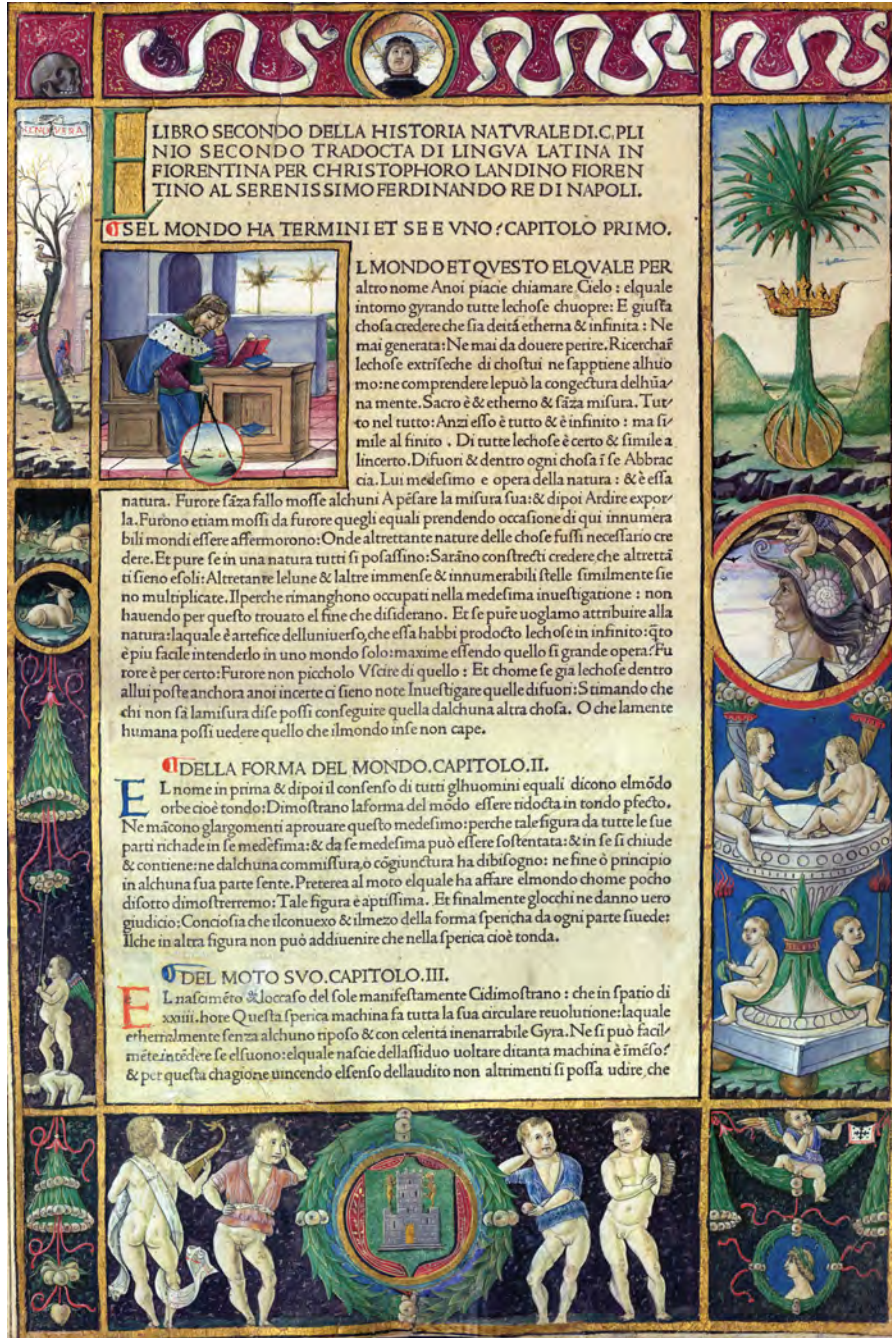 E LIBRO SECONDO DELLA HISTORIA NATVRALE DI.C.PLI
NIO SECONDO TRADOCTA DI LINGVA LATINA IN
FIORENTINA PER CHRISTOPHORO LANDINO FIOREN
TINO AL SERENISSIMO FERDINANDO RE DI NAPOLI.
SEL MONDO HA TERMINI ET SE E VNO? CAPITOLO PRIMO.
L MONDO ET QVESTO ELQVALE PER
altro nome Anoi piacie chiamare Cielo: elquale
intorno gyrando tutte lechoſe chuopre: E giuſta
choſa credere che ſia deitá etherna & infinita: Ne
mai generata: Ne mai da douere perire. Ricerchar̃
lechoſe extriſeche di choſtui ne ſapptiene alhuo
mo: ne comprendere lepuò la congectura delhũa/
na mente. Sacro è & etherno & ſãza miſura. Tut/
to nel tutto: Anzi eſſo è tutto & è infinito: ma ſi/
mile al finito. Di tutte lechoſe è certo & ſimile a
lincerto. Difuori & dentro ogni choſa ĩ ſe Abbrac
cia. Lui medeſimo e opera della natura: & è eſſa
natura. Furore ſãza fallo moſſe alchuni A pẽſare la miſura ſua: & dipoi Ardire expor/
la. Furono etiam moſſi da furore quegli equali prendendo occaſione di qui innumera
bili mondi eſſere affermorono: Onde altrettante nature delle choſe fuſſi neceſſario cre
dere. Et pure ſe in una natura tutti ſi poſaſſino: Sarãno conſtrecti credere che altrettã
ti ſieno eſoli: Altretante lelune & laltre immenſe & innumerabili ſtelle ſimilmente ſie
no multiplicate. Ilperche rimanghono occupati nella medeſima inueſtigatione: non
hauendo per queſto trouato el fine che diſiderano. Et ſe pure uoglamo attribuire alla
natura: laquale è artefice delluniuerſo, che eſſa habbi prodocto lechoſe in infinito: q̃to
è piu facile intenderlo in uno mondo ſolo: maxime eſſendo quello ſi grande opera? Fu
rore è per certo: Furore non piccholo Vſcire di quello: Et chome ſe gia lechoſe dentro
allui poſte anchora anoi incerte ci ſieno note Inueſtigare quelle difuori: Stimando che
chi non ſá lamiſura diſe poſſi conſeguire quella dalchuna altra choſa. O che lamente
humana poſſi uedere quello che ilmondo inſe non cape.
DELLA FORMA DEL MONDO. CAPITOLO. II.
E L nome in prima & dipoi il conſenſo di tutti glhuomini equali dicono elmõdo
orbe cioè tondo: Dimoſtrano laforma del mõdo eſſere ridocta in tondo pfecto.
Ne mãcono glargomenti aprouare queſto medeſimo: perche tale figura da tutte le ſue
parti richade in ſe medeſima: & da ſe medeſima può eſſere ſoſtentata: & in ſe ſi chiude
& contiene: ne dalchuna commiſſura, o cõgiunctura ha dibiſogno: ne fine ò principio
in alchuna ſua parte ſente. Preterea al moto elquale ha affare elmondo chome pocho
diſotto dimoſtrerremo: Tale figura è aptiſſima. Et finalmente glocchi ne danno uero
giudicio: Concioſia che ilconuexo & ilmezo della forma ſpericha da ogni parte ſiuede:
Ilche in altra figura non può addiuenire che nella ſperica cioè tonda.
DEL MOTO SVO. CAPITOLO. III.
E L naſcimẽto & loccaſo del ſole manifeſtamente Cidimoſtrano: che in ſpatio di
xxiiii. hore Queſta ſperica machina fa tutta la ſua circulare reuolutione: laquale
etherralmente ſenza alchuno ripoſo & con celeritá inenarrabile Gyra. Ne ſi può facil/
mẽte intẽdere ſe elſuono: elquale naſcie dellaſſiduo uoltare ditanta machina è ĩmẽſo?
& per queſta chagione uincendo elſenſo dellaudito non altrimenti ſi poſſa udire, che